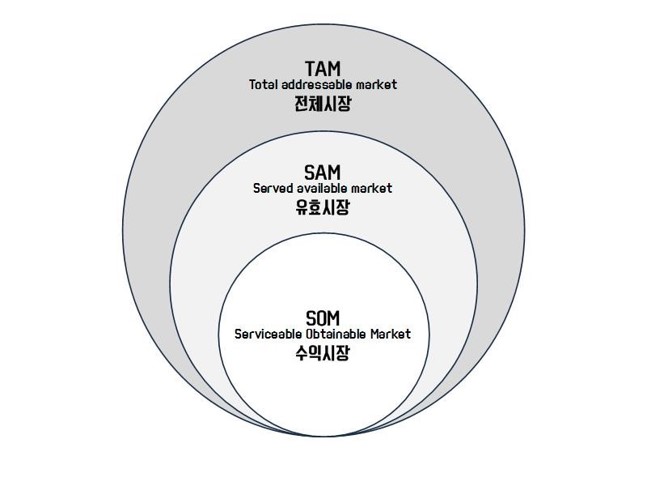 TAM
Total addressable market
전체시장
SAM
Served available market
유효시장
SOM
Serviceable Obtainable Market
수익시장